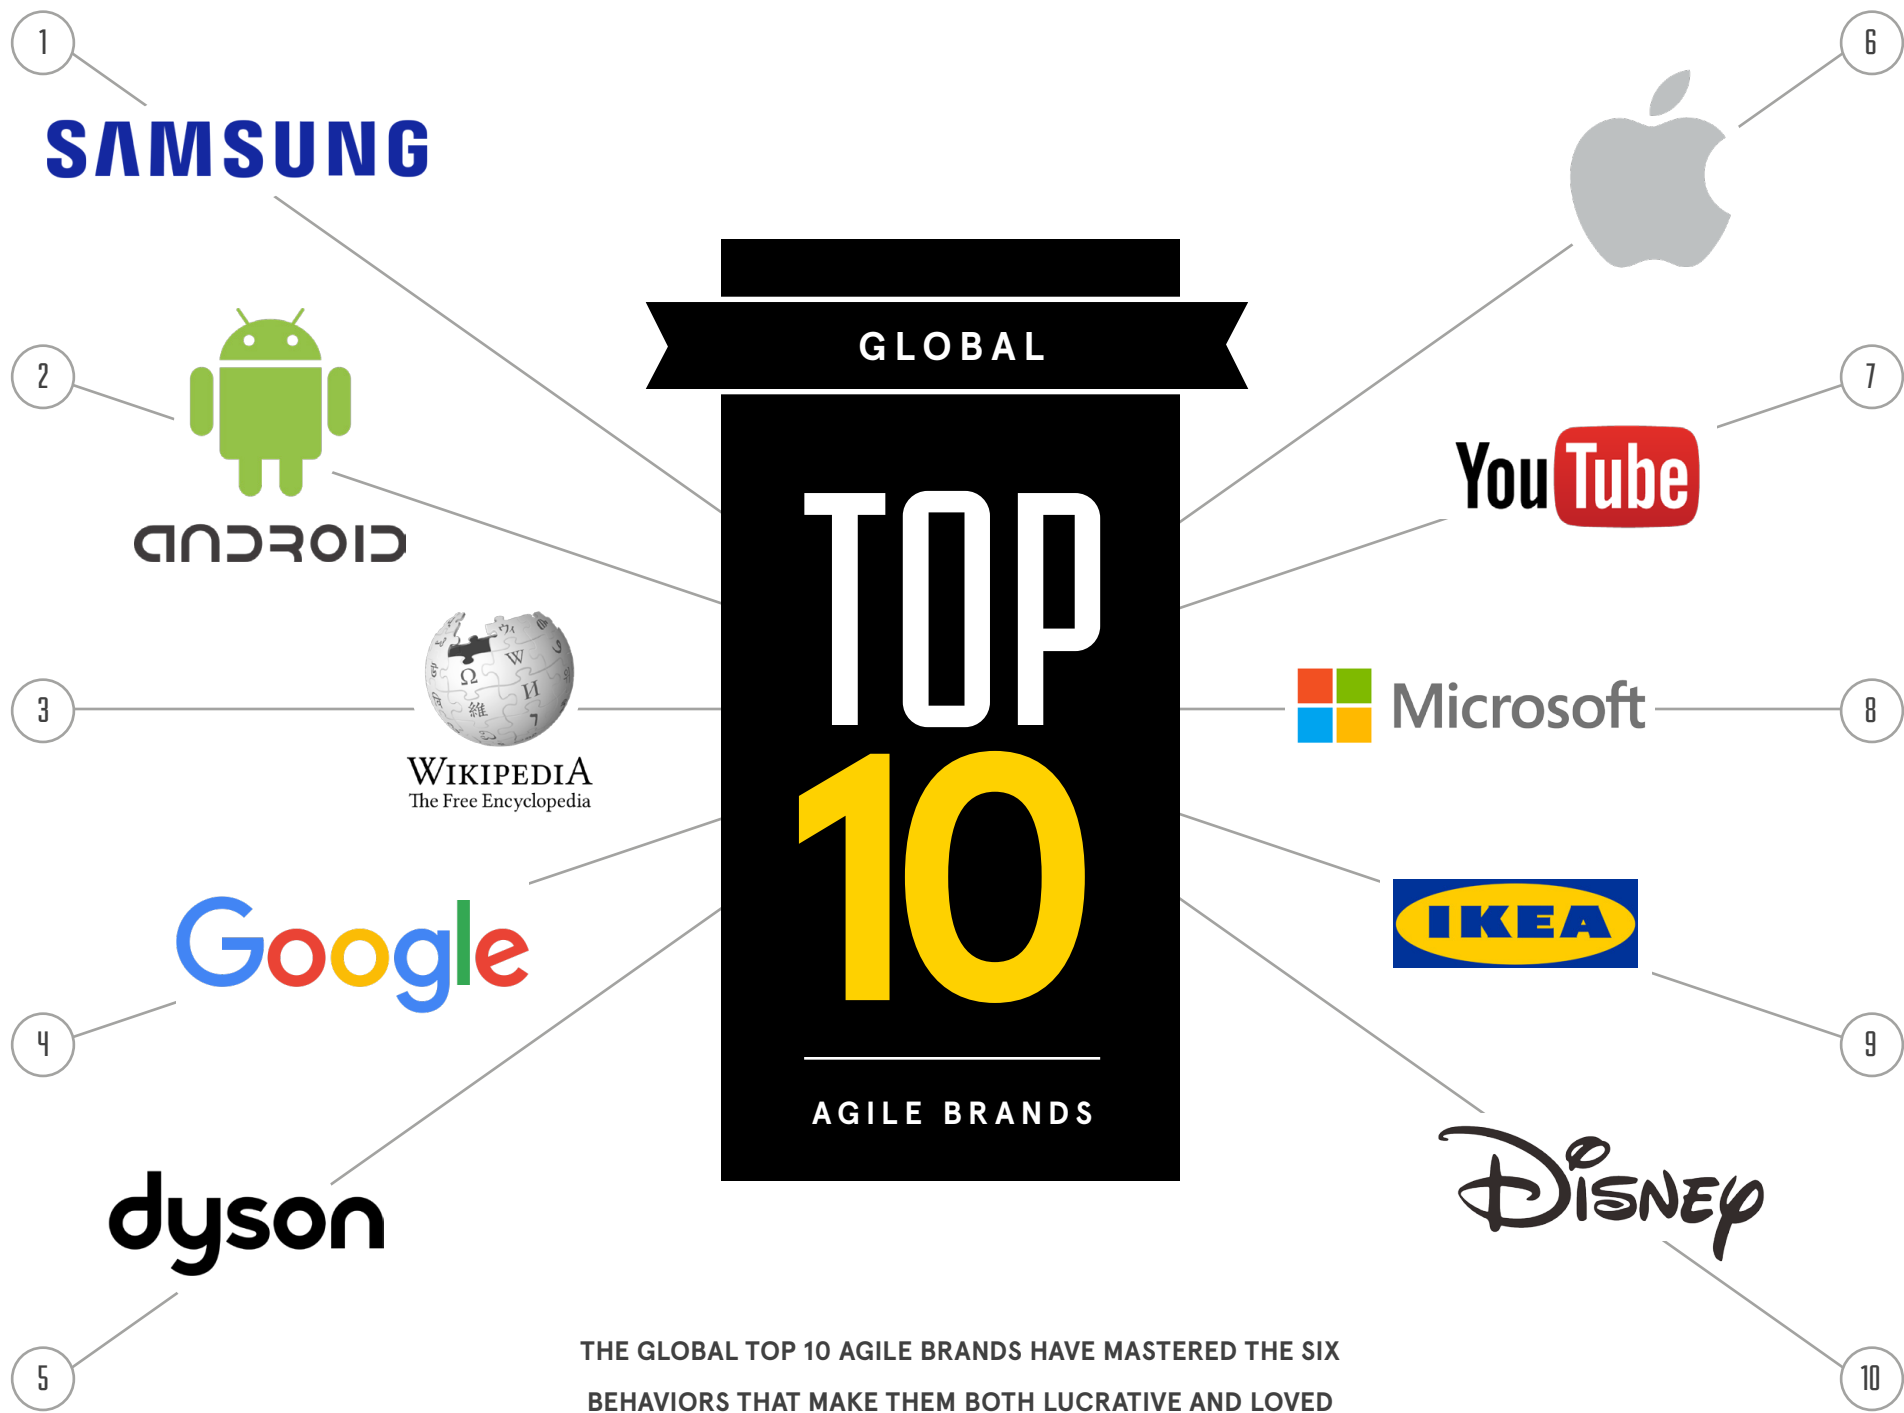 1
SAMSUNG
2
ANDROID
3
Ω
W
И
維
WIKIPEDIA
The Free Encyclopedia
4
Google
5
dyson
GLOBAL
TOP
10
AGILE BRANDS
6
7
YouTube
8
Microsoft
9
IKEA
10
Disney
THE GLOBAL TOP 10 AGILE BRANDS HAVE MASTERED THE SIX
BEHAVIORS THAT MAKE THEM BOTH LUCRATIVE AND LOVED